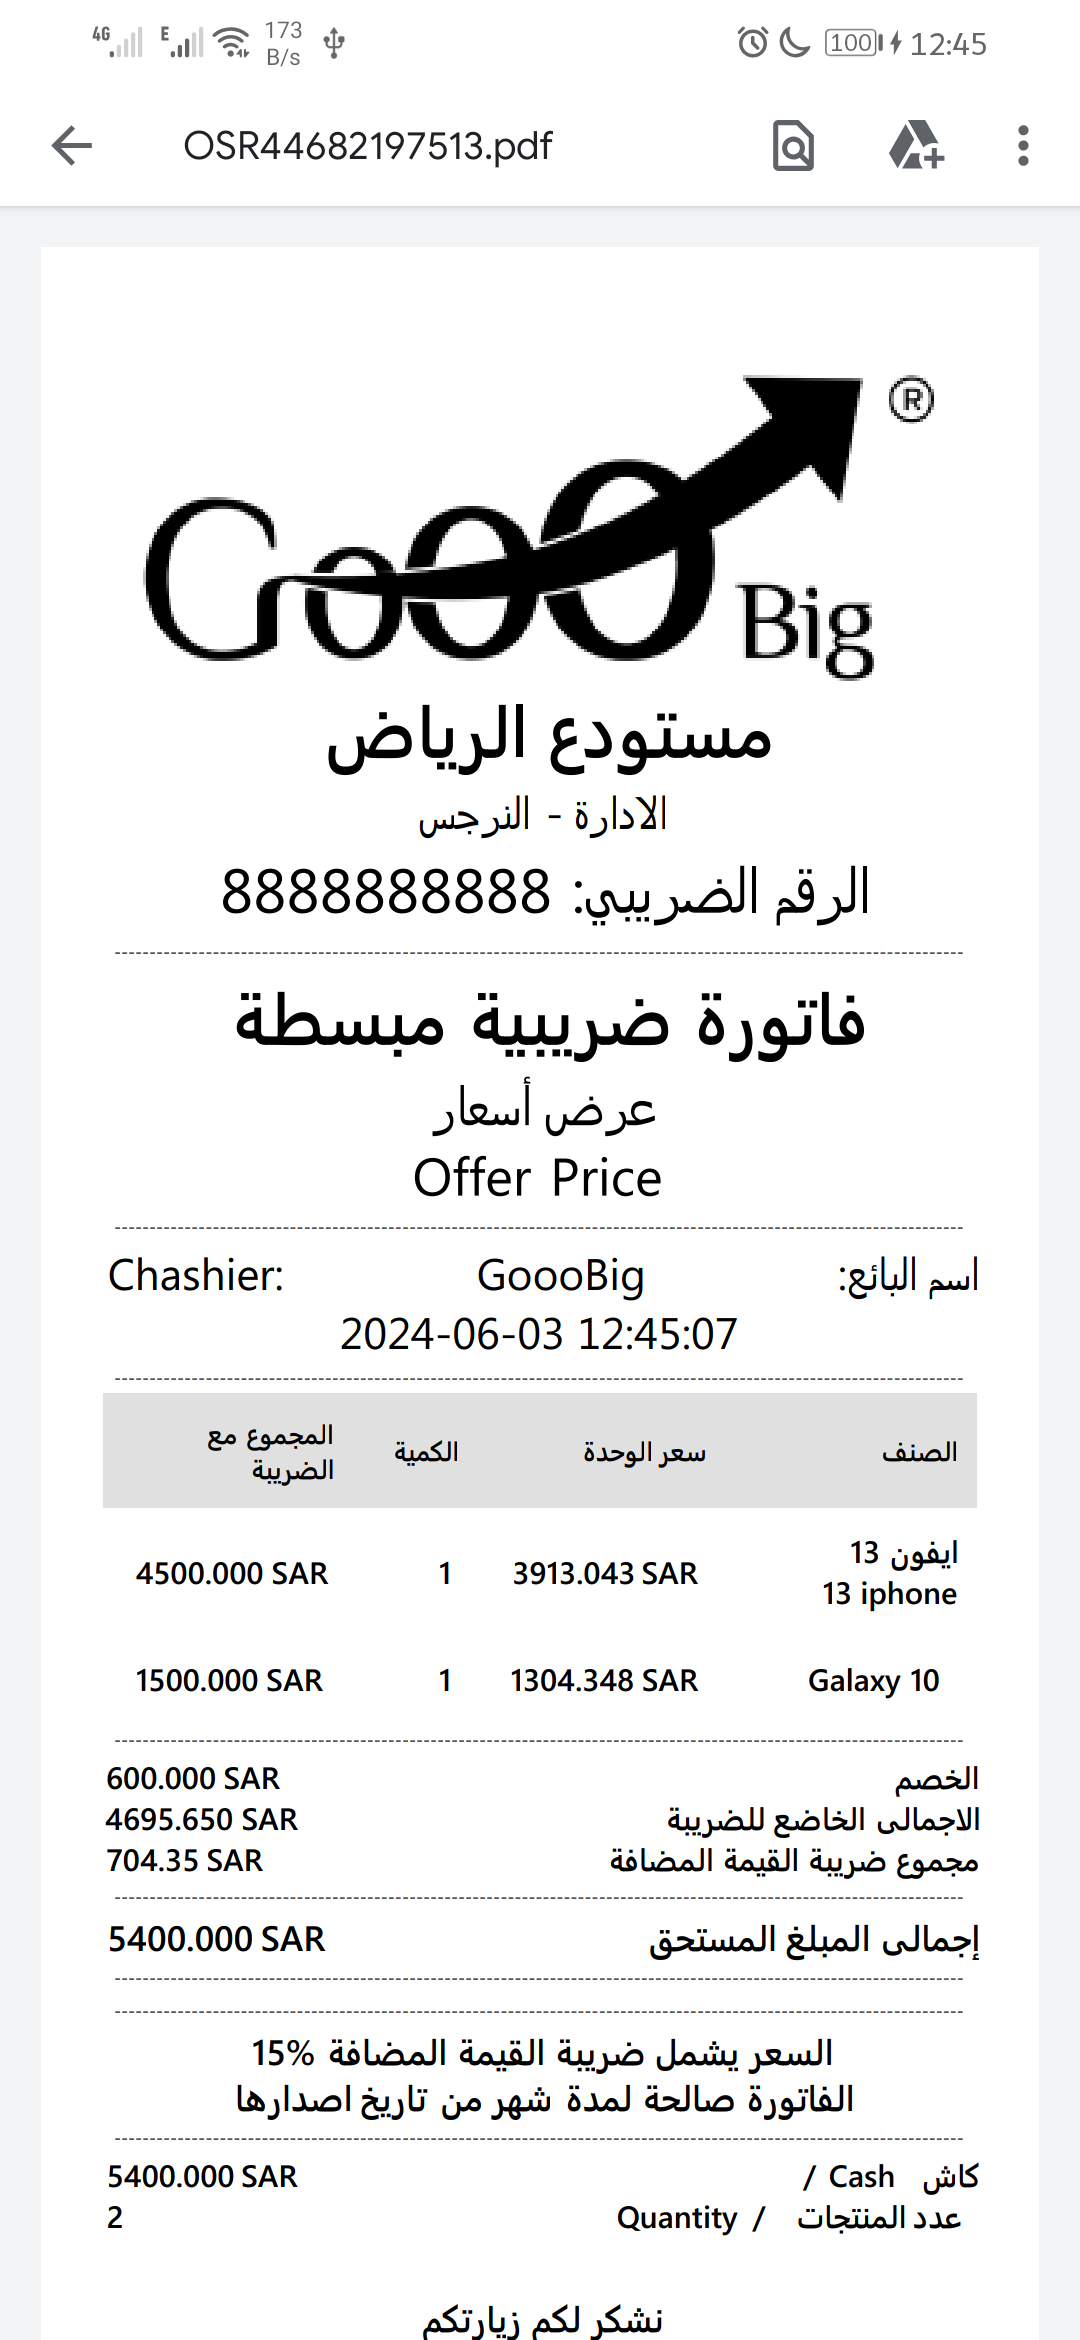 4G E 173 B/s 100 12:45
OSR44682197513.pdf
GoooBig ®
مستودع الرياض
الادارة - النرجس
الرقم الضريبي: 8888888888
فاتورة ضريبية مبسطة
عرض أسعار
Offer Price
Chashier: GoooBig اسم البائع:
2024-06-03 12:45:07
الصنف سعر الوحدة الكمية المجموع مع الضريبة
ايفون 13
13 iphone 3913.043 SAR 1 4500.000 SAR
Galaxy 10 1304.348 SAR 1 1500.000 SAR
الخصم 600.000 SAR
الاجمالى الخاضع للضريبة 4695.650 SAR
مجموع ضريبة القيمة المضافة 704.35 SAR
إجمالى المبلغ المستحق 5400.000 SAR
السعر يشمل ضريبة القيمة المضافة 15%
الفاتورة صالحة لمدة شهر من تاريخ اصدارها
كاش Cash / 5400.000 SAR
عدد المنتجات / Quantity 2
نشكر لكم زيارتكم